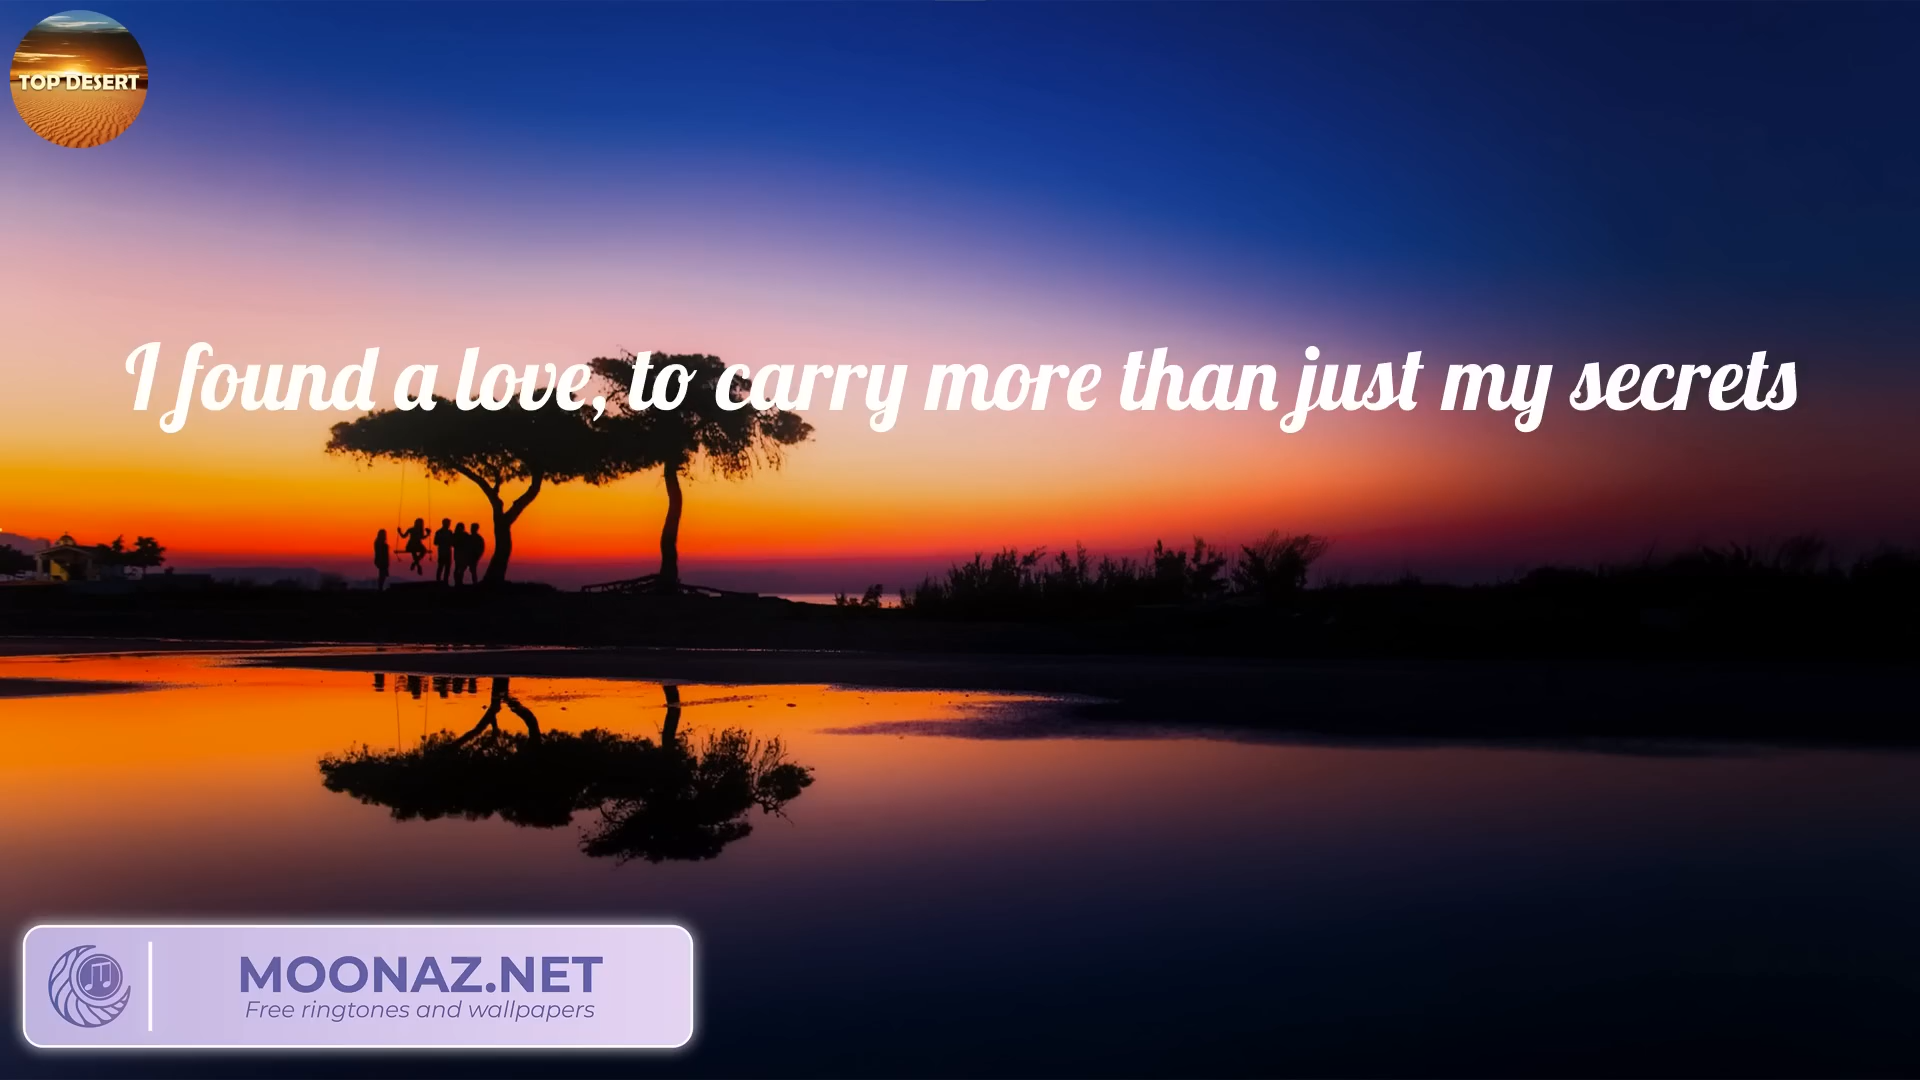 TOP DESERT
I found a love, to carry more than just my secrets
MOONAZ.NET
Free ringtones and wallpapers